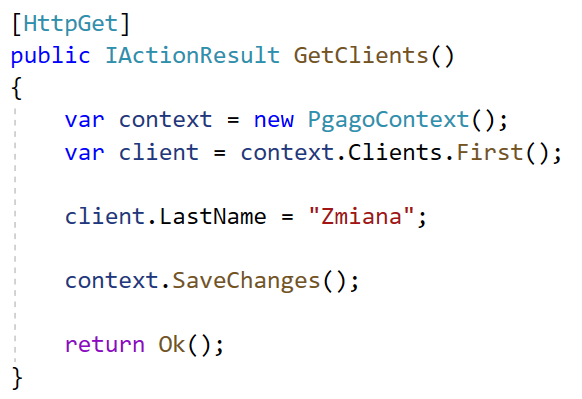 [HttpGet]
public IActionResult GetClients()
{
    var context = new PgagoContext();
    var client = context.Clients.First();
    client.LastName = "Zmiana";
    context.SaveChanges();
    return Ok();
}